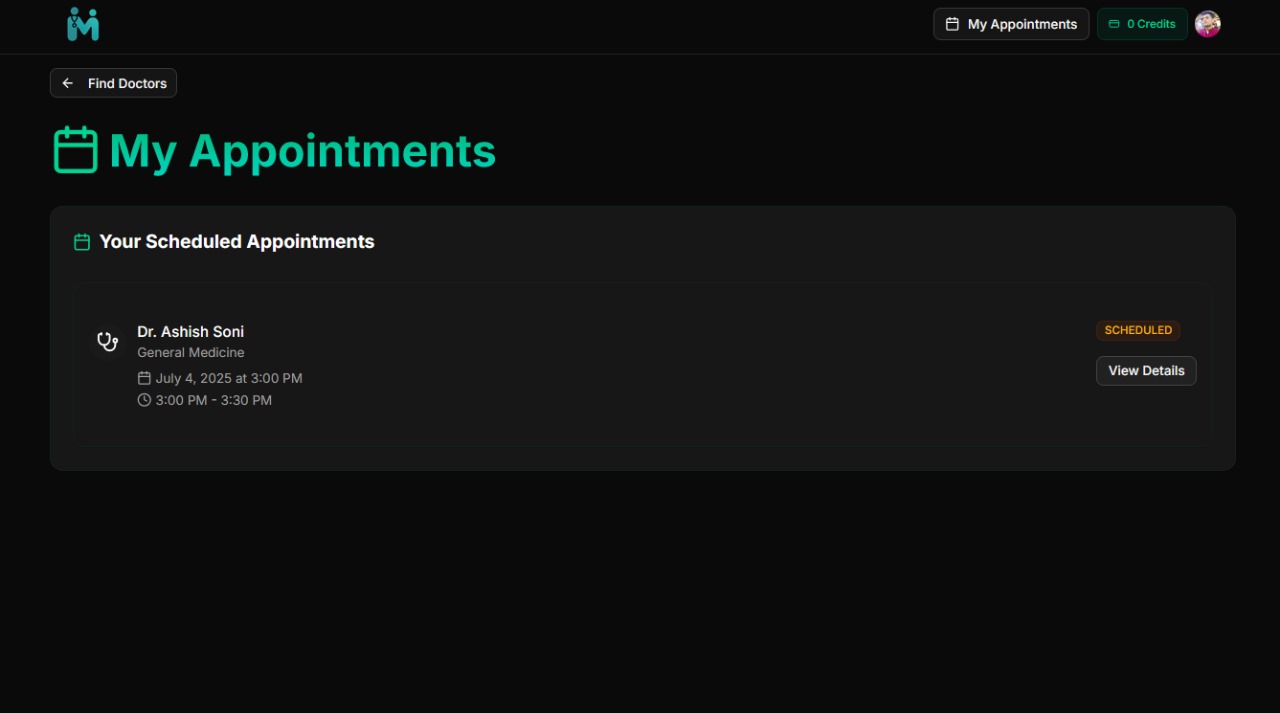 My Appointments
0 Credits
Find Doctors
My Appointments
Your Scheduled Appointments
Dr. Ashish Soni
SCHEDULED
General Medicine
View Details
July 4, 2025 at 3:00 PM
3:00 PM - 3:30 PM